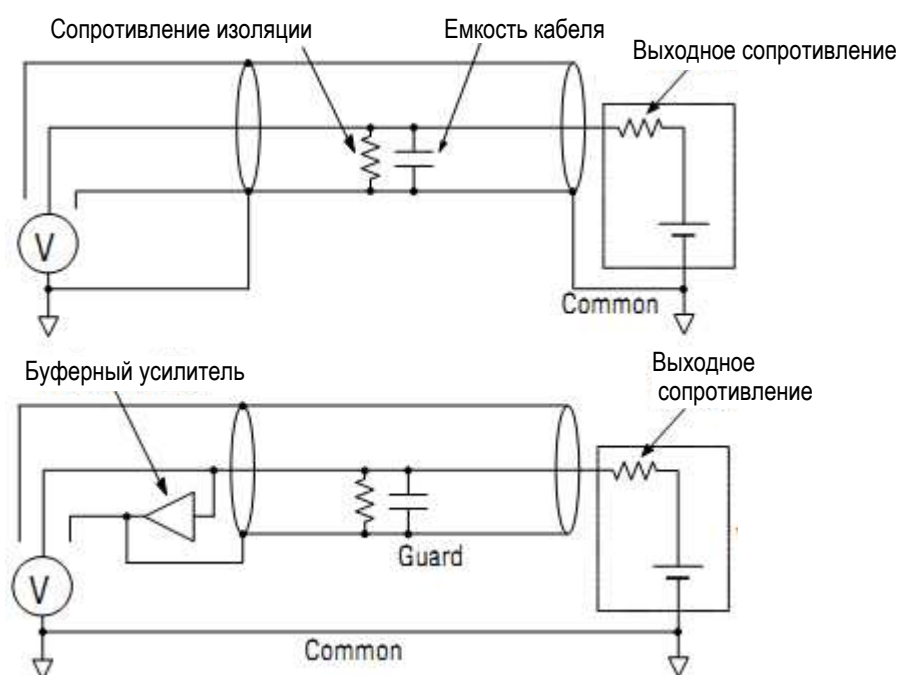 Сопротивление изоляции
Емкость кабеля
Выходное сопротивление
V
Common
Буферный усилитель
Выходное
сопротивление
Guard
V
Common